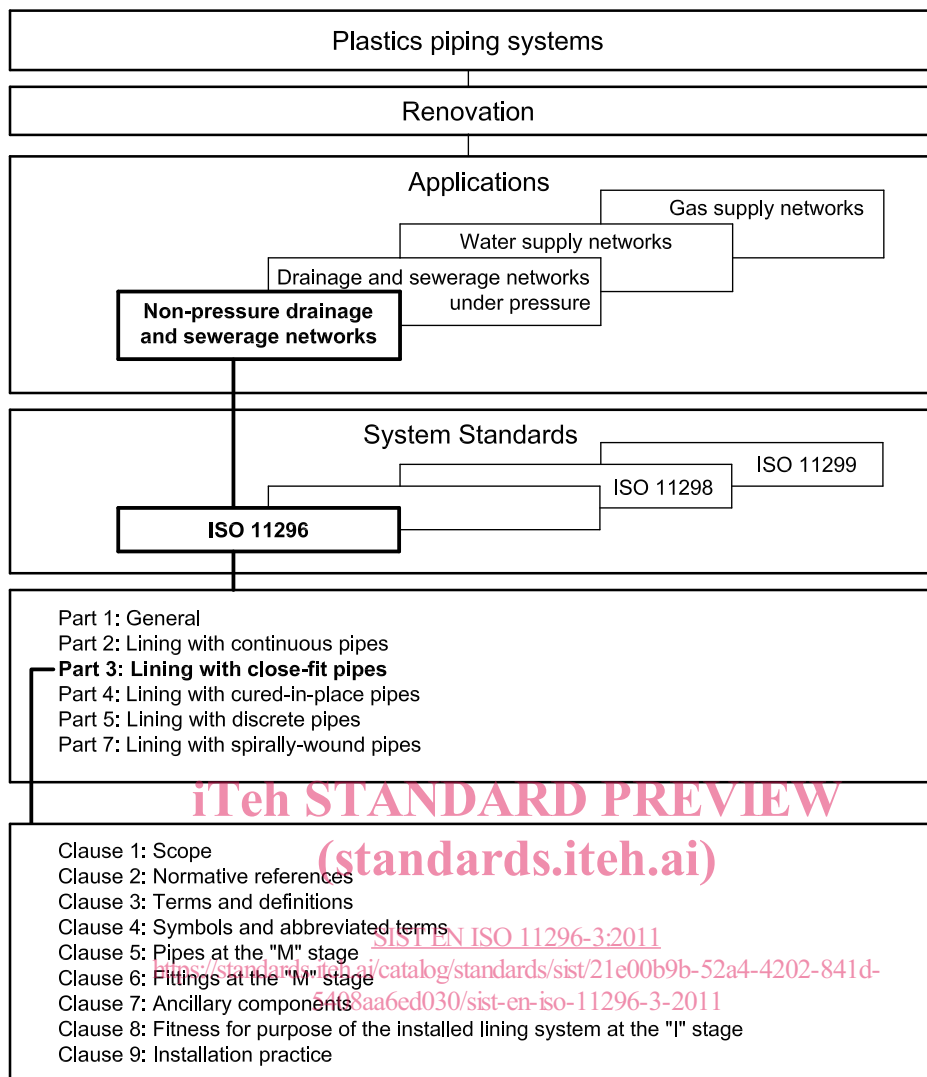 Plastics piping systems
Renovation
Applications
Gas supply networks
Water supply networks
Drainage and sewerage networks
under pressure
Non-pressure drainage
and sewerage networks
System Standards
ISO 11299
ISO 11298
ISO 11296
Part 1: General
Part 2: Lining with continuous pipes
Part 3: Lining with close-fit pipes
Part 4: Lining with cured-in-place pipes
Part 5: Lining with discrete pipes
Part 7: Lining with spirally-wound pipes
iTeh STANDARD PREVIEW
(standards.iteh.ai)
Clause 1: Scope
Clause 2: Normative references
Clause 3: Terms and definitions
Clause 4: Symbols and abbreviated terms
SIST EN ISO 11296-3:2011
Clause 5: Pipes at the "M" stage
https://standards.iteh.ai/catalog/standards/sist/21e00b9b-52a4-4202-841d-
Clause 6: Fittings at the "M" stage
5408aa6ed030/sist-en-iso-11296-3-2011
Clause 7: Ancillary components
Clause 8: Fitness for purpose of the installed lining system at the "I" stage
Clause 9: Installation practice